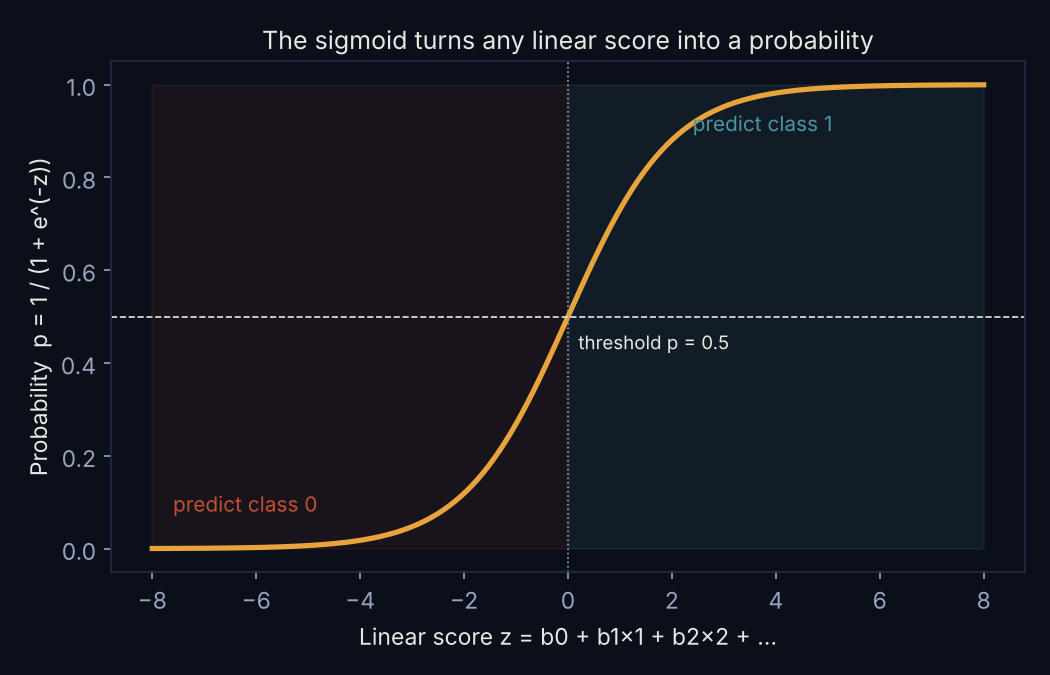 The sigmoid turns any linear score into a probability
Probability  p = 1 / (1 + e^(−z))
1.0
0.8
0.6
0.4
0.2
0.0
predict class 1
threshold p = 0.5
predict class 0
−8 −6 −4 −2 0 2 4 6 8
Linear score z = b0 + b1×1 + b2×2 + ...